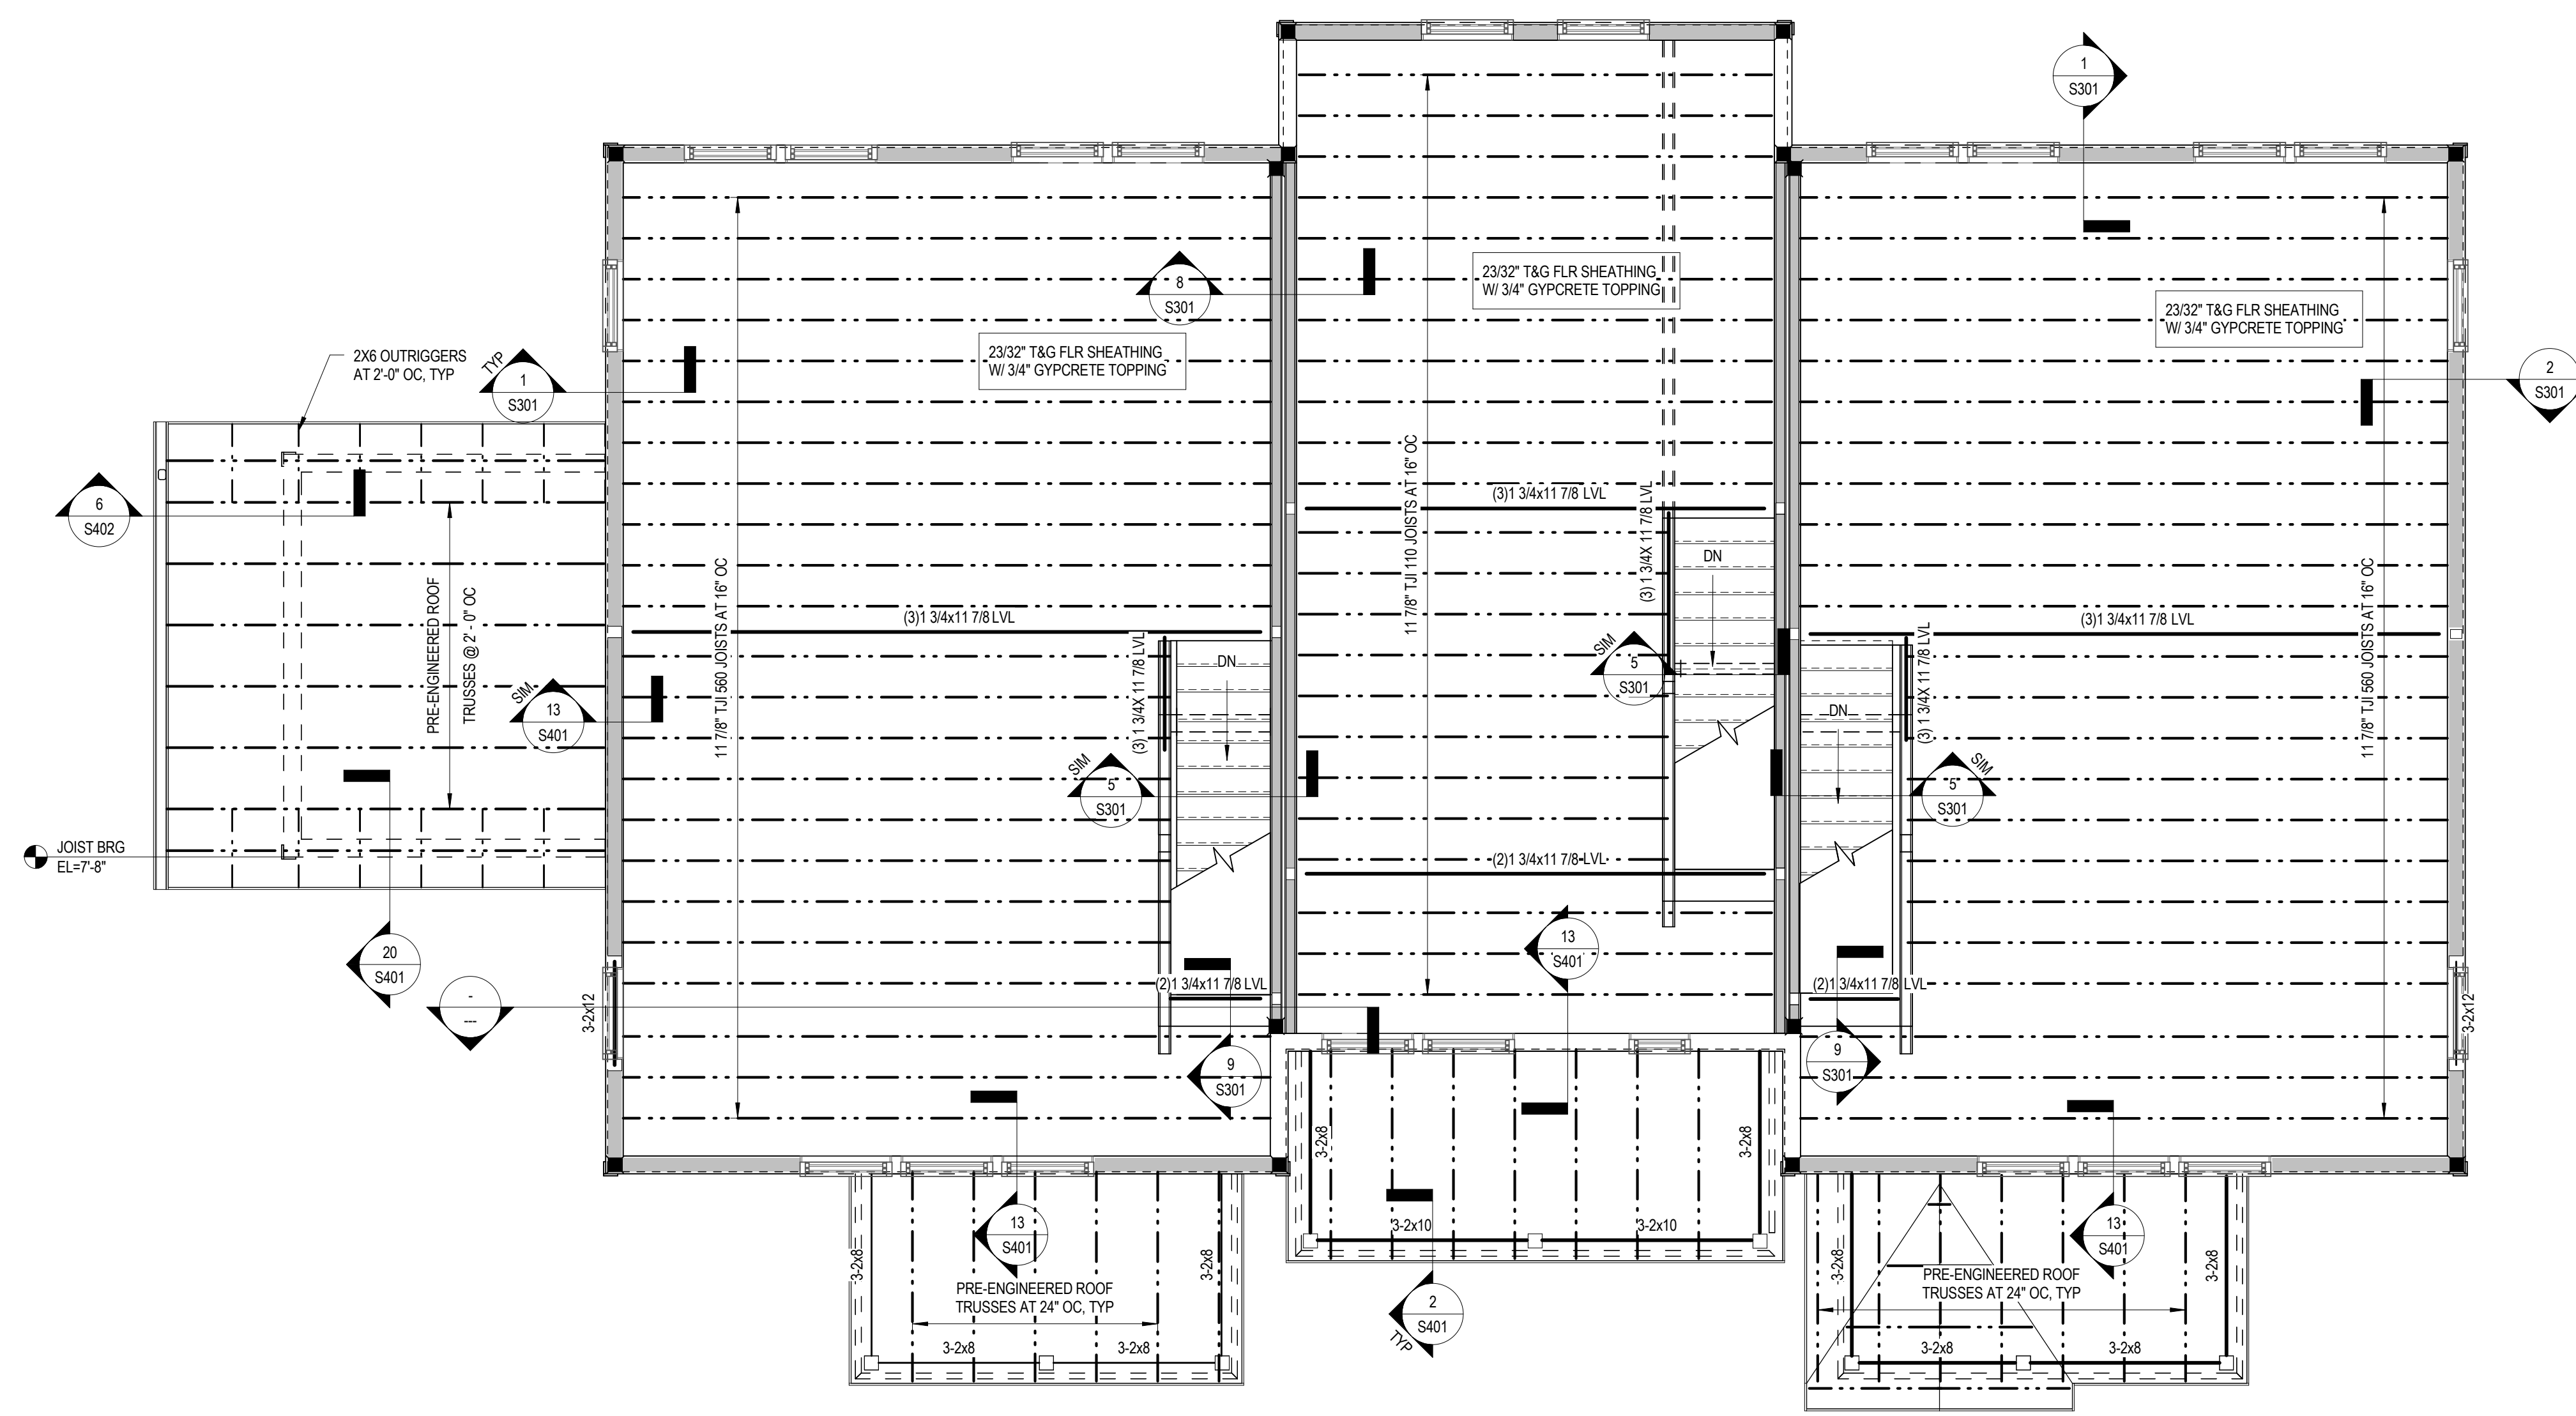 1
S301
23/32" T&G FLR SHEATHING
W/ 3/4" GYPCRETE TOPPING
8
S301
23/32" T&G FLR SHEATHING
W/ 3/4" GYPCRETE TOPPING
23/32" T&G FLR SHEATHING
W/ 3/4" GYPCRETE TOPPING
2X6 OUTRIGGERS
AT 2'-0" OC, TYP
TYP
1
S301
2
S301
6
S402
PRE-ENGINEERED ROOF
TRUSSES @ 2' - 0" OC
11 7/8" TJI 560 JOISTS AT 16" OC
11 7/8" TJI 110 JOISTS AT 16" OC
11 7/8" TJI 560 JOISTS AT 16" OC
(3)1 3/4x11 7/8 LVL
(3) 1 3/4X 11 7/8 LVL
DN
(3)1 3/4x11 7/8 LVL
(3) 1 3/4X 11 7/8 LVL
DN
(3)1 3/4x11 7/8 LVL
(3) 1 3/4X 11 7/8 LVL
DN
SIM
13
S401
SIM
5
S301
SIM
5
S301
SIM
5
S301
JOIST BRG
EL=7'-8"
(2)1 3/4x11 7/8 LVL
20
S401
13
S401
-
---
3-2x12
(2)1 3/4x11 7/8 LVL
(2)1 3/4x11 7/8 LVL
3-2x12
9
S301
9
S301
3-2x8
3-2x8
3-2x10
3-2x10
13
S401
13
S401
3-2x8
3-2x8
PRE-ENGINEERED ROOF
TRUSSES AT 24" OC, TYP
3-2x8
3-2x8
2
S401
TYP
3-2x8
3-2x8
PRE-ENGINEERED ROOF
TRUSSES AT 24" OC, TYP
3-2x8
3-2x8